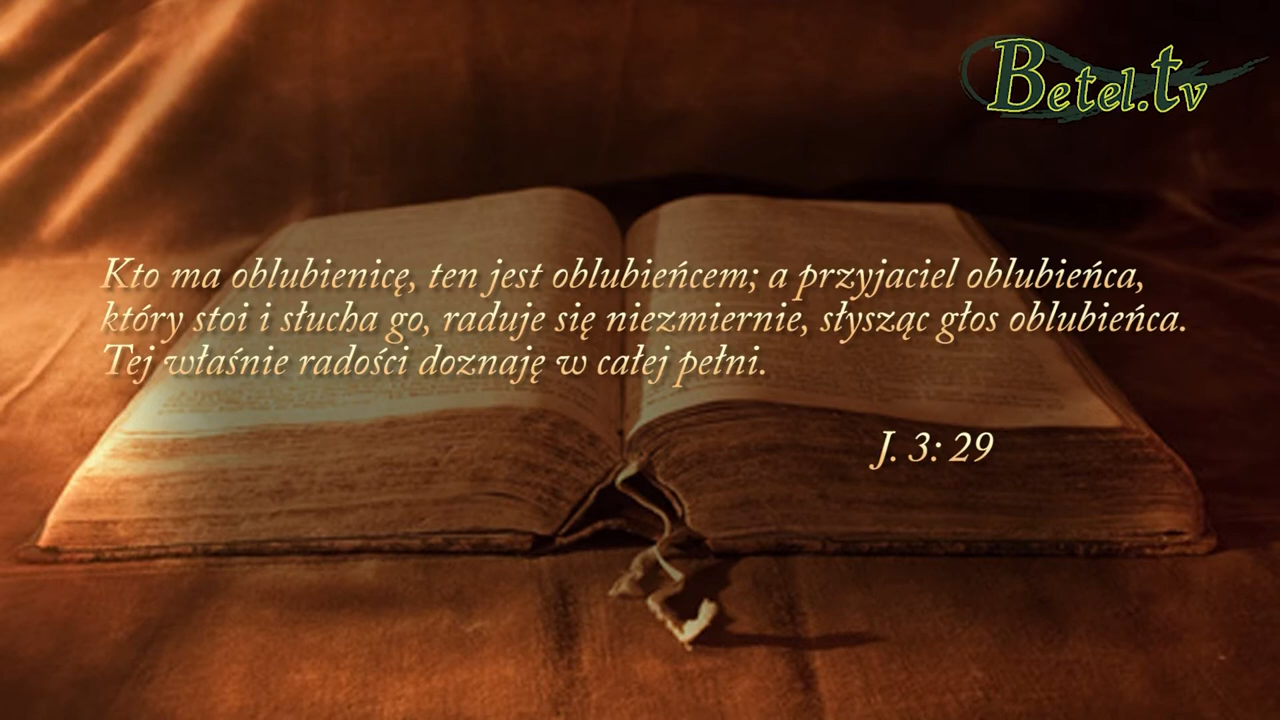 Betel.tv
Kto ma oblubienicę, ten jest oblubieńcem; a przyjaciel oblubieńca,
który stoi i słucha go, raduje się niezmiernie, słysząc głos oblubieńca.
Tej właśnie radości doznaję w całej pełni.
J. 3: 29